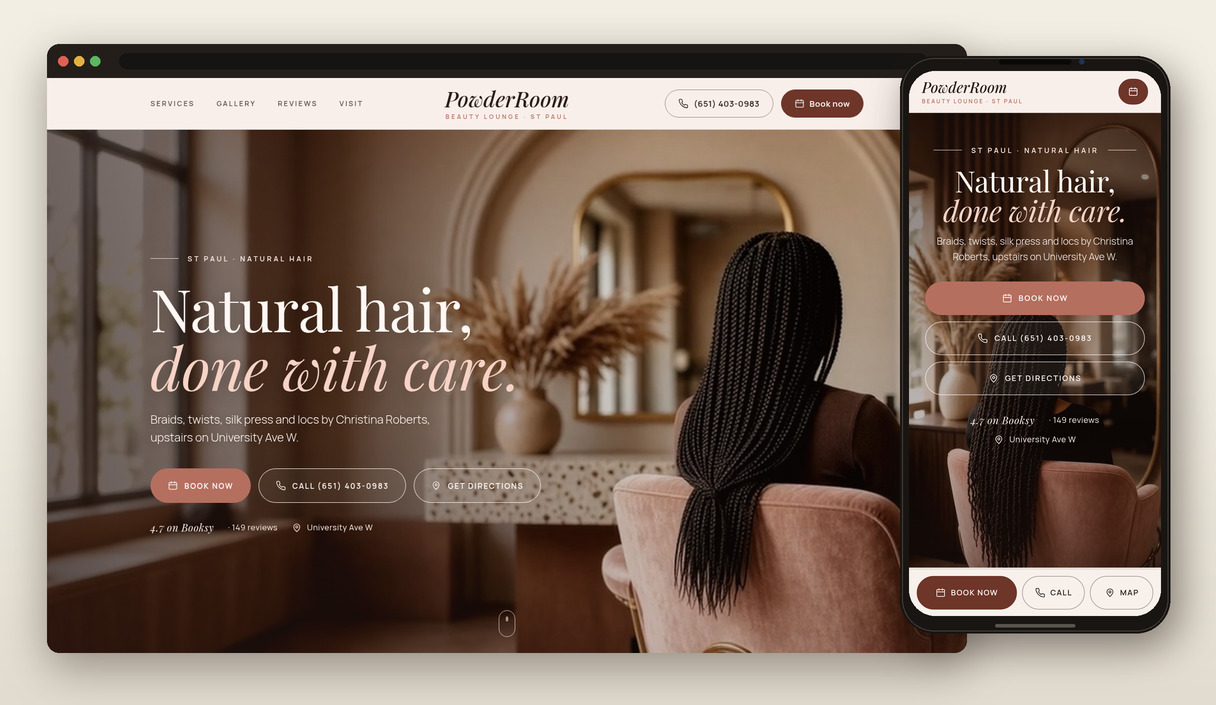 SERVICES GALLERY REVIEWS VISIT
PowderRoom
BEAUTY LOUNGE · ST PAUL
(651) 403-0983
Book now
ST PAUL · NATURAL HAIR
Natural hair,
done with care.
Braids, twists, silk press and locs by Christina Roberts,
upstairs on University Ave W.
BOOK NOW
CALL (651) 403-0983
GET DIRECTIONS
4.7 on Booksy · 149 reviews University Ave W
PowderRoom
BEAUTY LOUNGE · ST PAUL
ST PAUL · NATURAL HAIR
Natural hair,
done with care.
Braids, twists, silk press and locs by Christina
Roberts, upstairs on University Ave W.
BOOK NOW
CALL (651) 403-0983
GET DIRECTIONS
4.7 on Booksy · 149 reviews
University Ave W
BOOK NOW
CALL
MAP